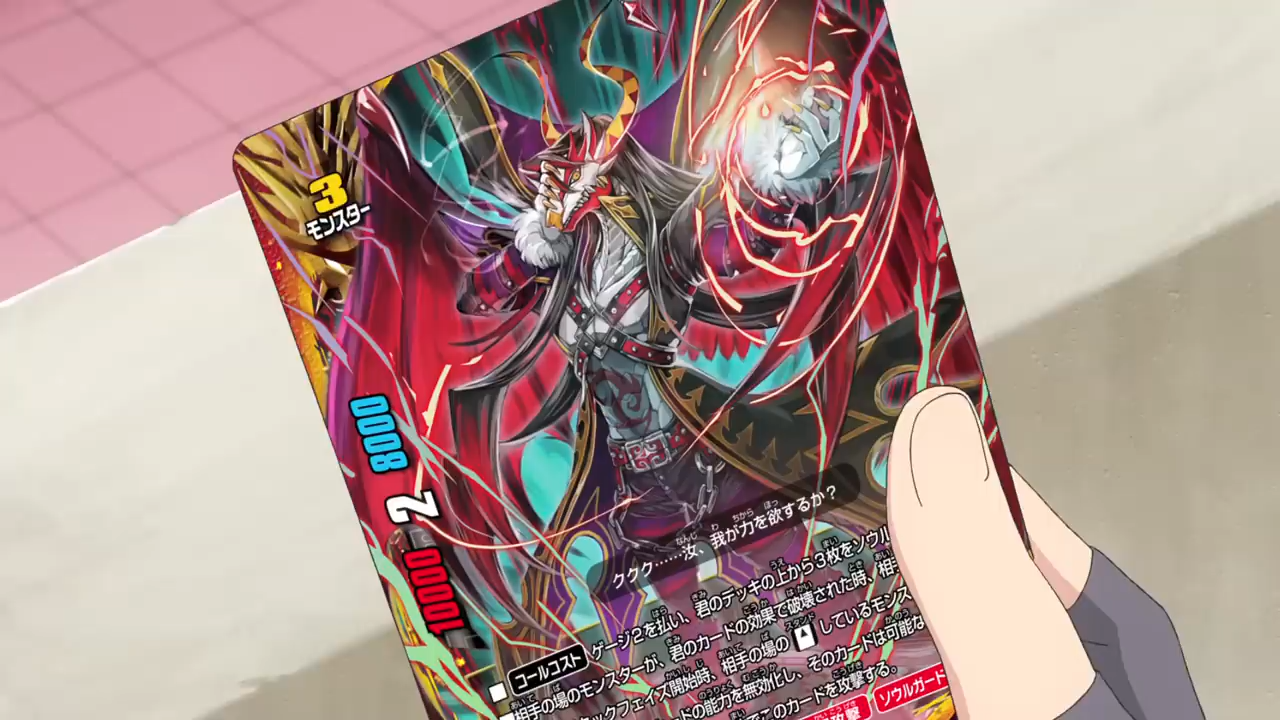 3
モンスター
8000
2
10000
ククク……汝、我が力を欲するか?
■コールコスト ゲージ2を払い、君のデッキの上から3枚をソウル
相手の場のモンスターが、君のカードの効果で破壊された時、相
タックフェイズ開始時、相手の場の しているモンス
ードの能力を無効化し、そのカードは可能な
でこのカードを攻撃する。
攻撃
ソウルガード